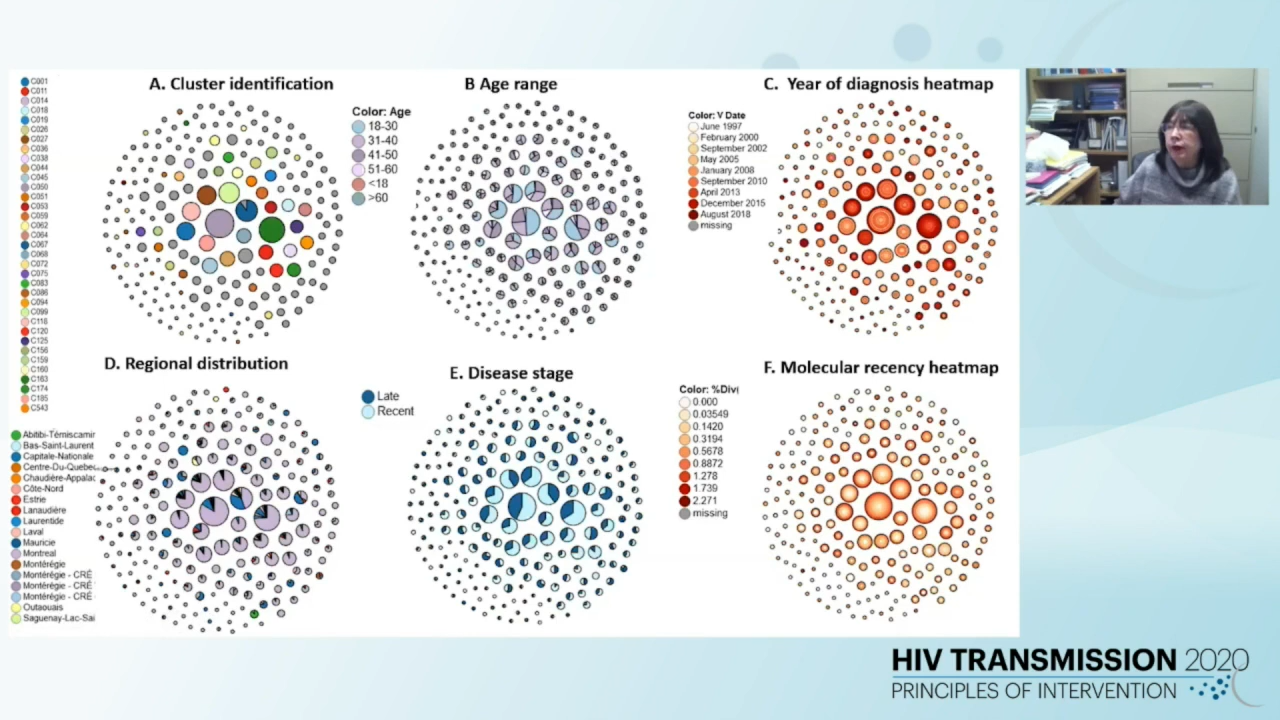 A. Cluster identification
C001
C011
C014
C018
C019
C026
C027
C036
C038
C044
C045
C050
C051
C053
C059
C062
C064
C067
C068
C072
C075
C083
C086
C094
C099
C116
C120
C125
C156
C159
C160
C163
C174
C185
C543
B Age range
Color: Age
18-30
31-40
41-50
51-60
<18
>60
C. Year of diagnosis heatmap
Color: V Date
June 1997
February 2000
September 2002
May 2005
January 2008
September 2010
April 2013
December 2015
August 2018
missing
D. Regional distribution
Abitibi-Témiscamir
Bas-Saint-Laurent
Capitale-Nationale
Centre-Du-Quebec
Chaudière-Appalac
Côte-Nord
Estrie
Lanaudière
Laurentide
Laval
Mauricie
Montreal
Montérégie
Montérégie - CRÉ
Montérégie - CRÉ
Montérégie - CRÉ
Outaouais
Saguenay-Lac-Sai
E. Disease stage
Late
Recent
F. Molecular recency heatmap
Color: %Div
0.000
0.03549
0.1420
0.3194
0.5678
0.8872
1.278
1.739
2.271
missing
HIV TRANSMISSION 2020
PRINCIPLES OF INTERVENTION